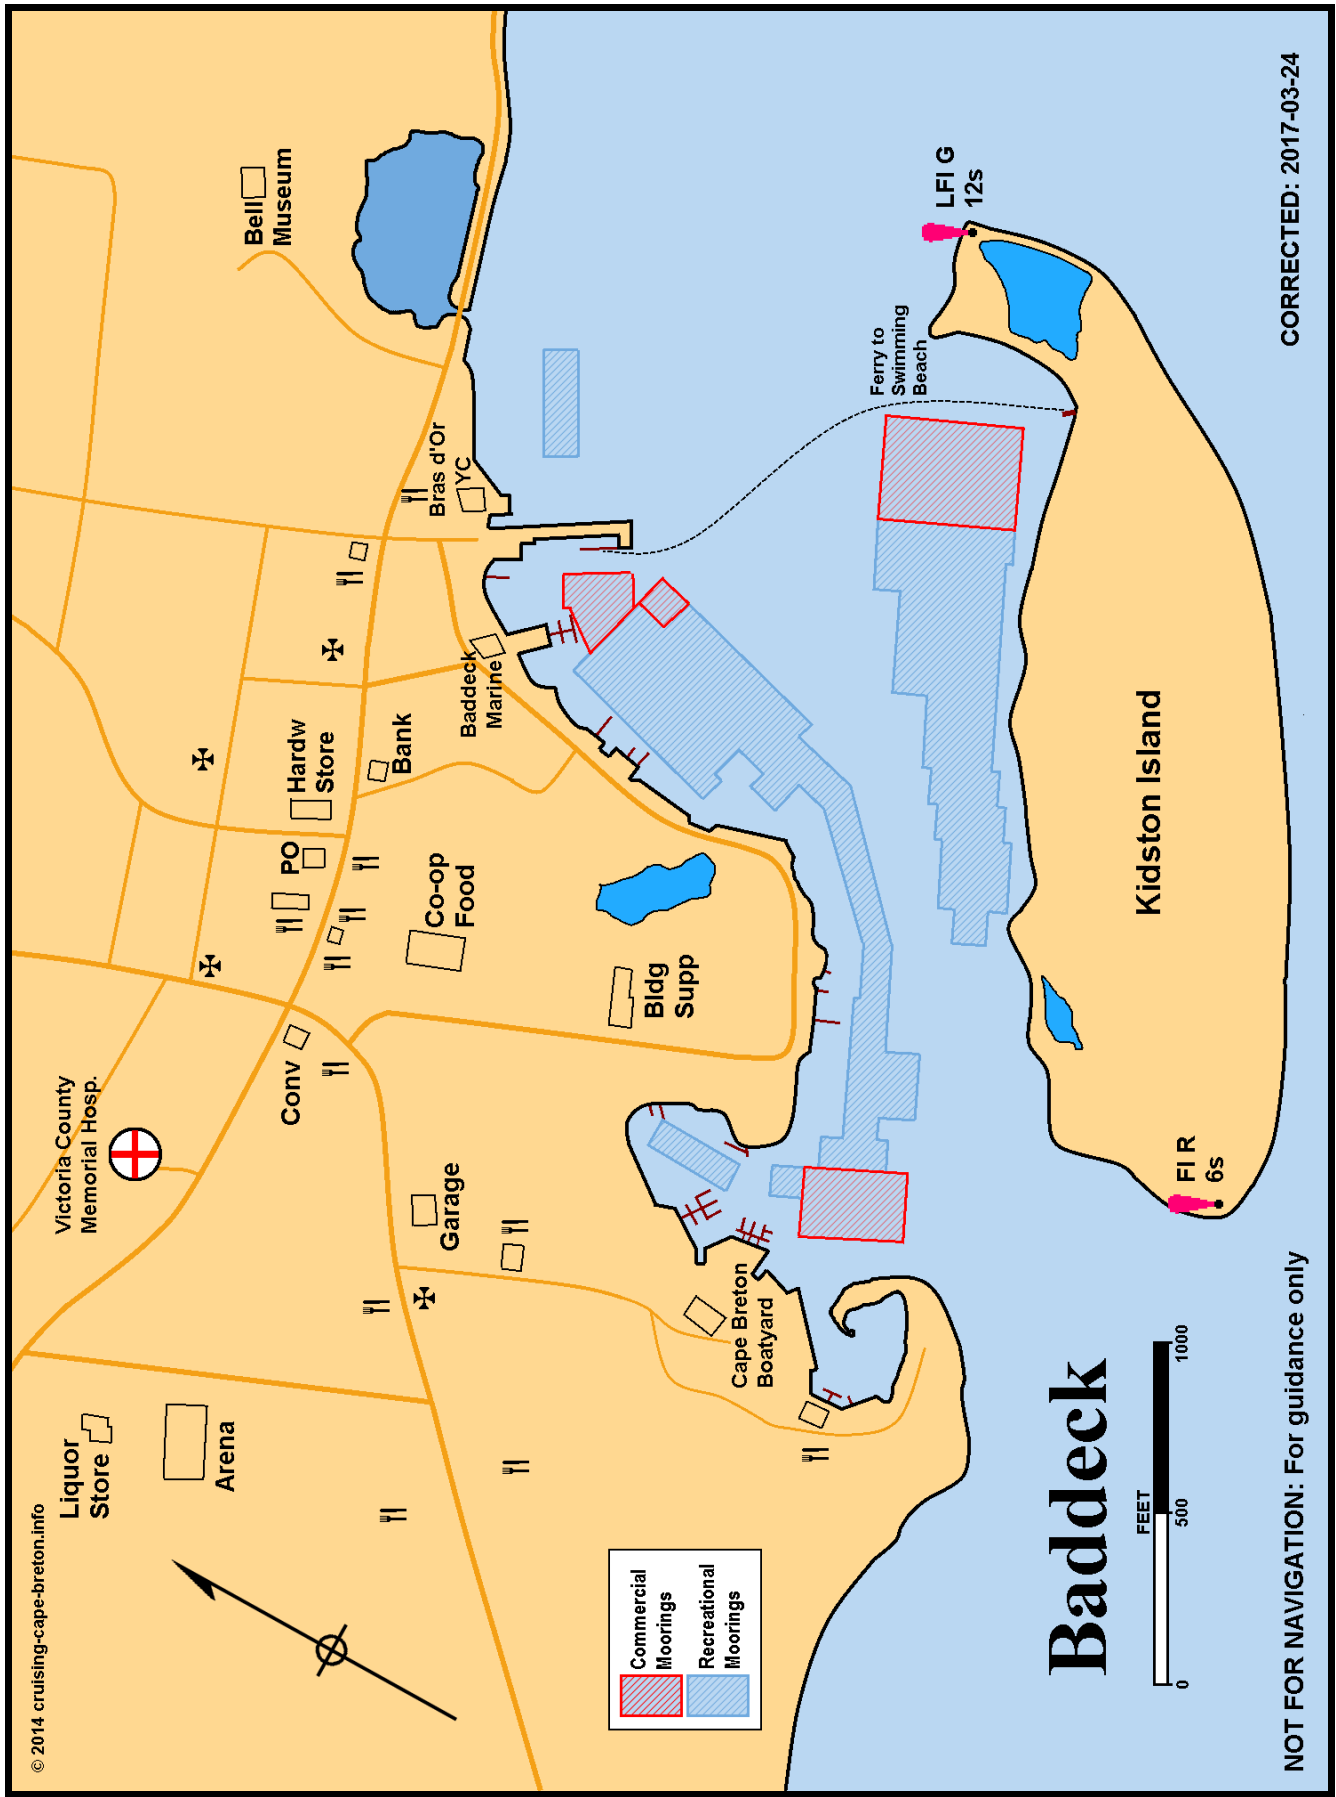 © 2014 cruising-cape-breton.info
Liquor
Store
Arena
Victoria County
Memorial Hosp.
Conv
Garage
PO
Hardw
Store
Bank
Co-op
Food
Bldg
Supp
Bell
Museum
Bras d'Or
YC
Baddeck
Marine
Cape Breton
Boatyard
Ferry to
Swimming
Beach
LFI G
12s
Kidston Island
FI R
6s
Commercial
Moorings
Recreational
Moorings
Baddeck
FEET
0 500 1000
NOT FOR NAVIGATION: For guidance only
CORRECTED: 2017-03-24